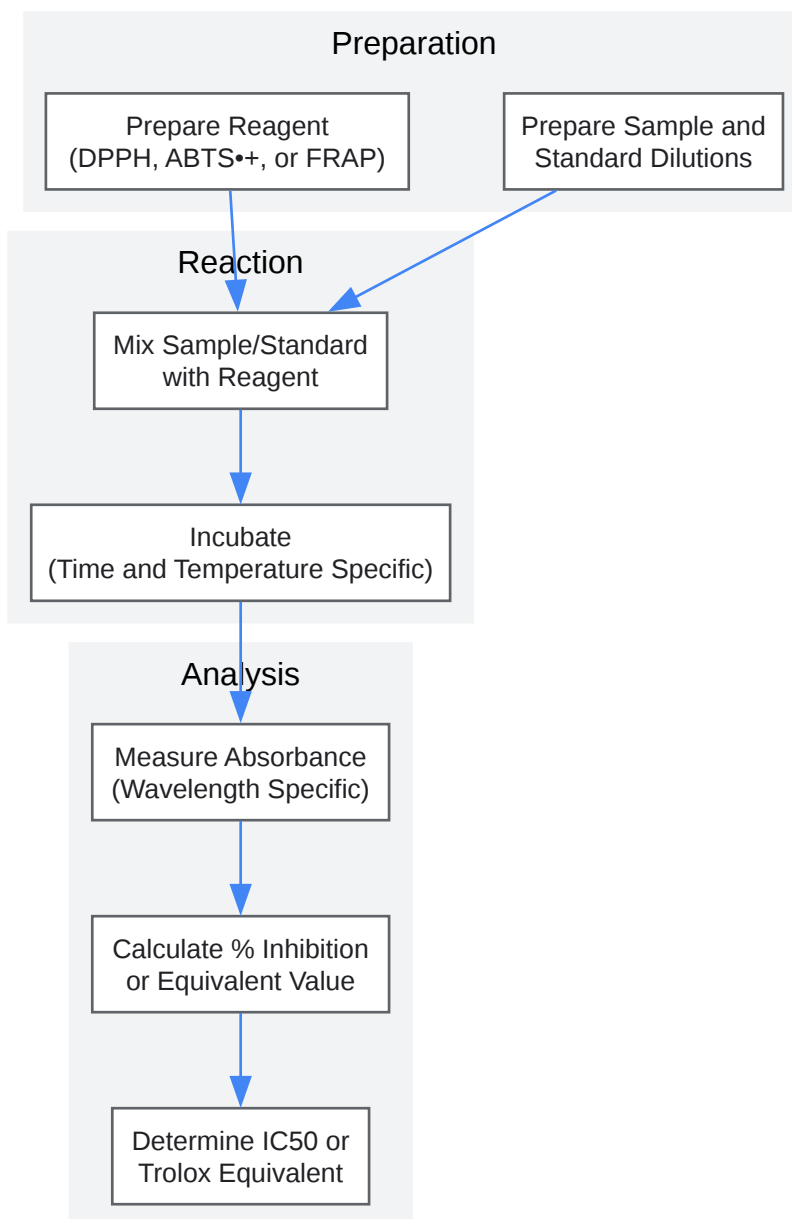 Preparation
Prepare Reagent
(DPPH, ABTS•+, or FRAP)
Prepare Sample and
Standard Dilutions
Reaction
Mix Sample/Standard
with Reagent
Incubate
(Time and Temperature Specific)
Analysis
Measure Absorbance
(Wavelength Specific)
Calculate % Inhibition
or Equivalent Value
Determine IC50 or
Trolox Equivalent